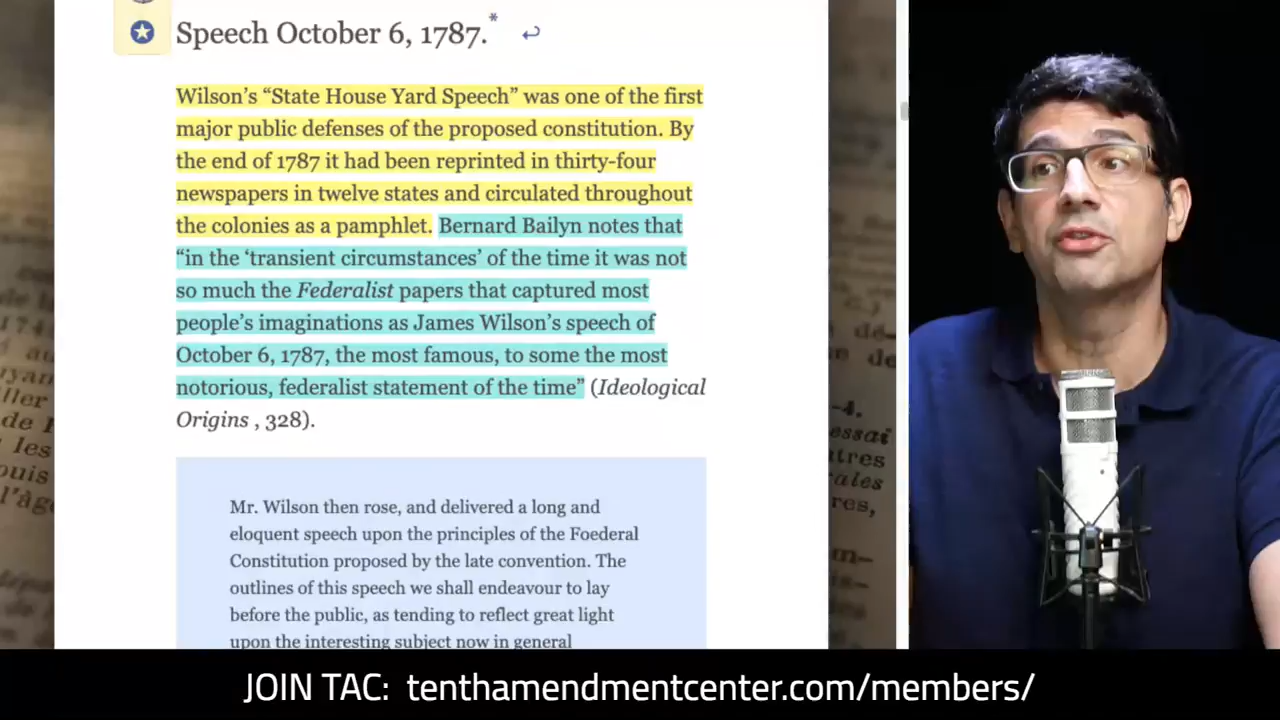 Speech October 6, 1787.*
Wilson’s “State House Yard Speech” was one of the first
major public defenses of the proposed constitution. By
the end of 1787 it had been reprinted in thirty-four
newspapers in twelve states and circulated throughout
the colonies as a pamphlet. Bernard Bailyn notes that
“in the ‘transient circumstances’ of the time it was not
so much the Federalist papers that captured most
people’s imaginations as James Wilson’s speech of
October 6, 1787, the most famous, to some the most
notorious, federalist statement of the time” (Ideological
Origins , 328).
Mr. Wilson then rose, and delivered a long and
eloquent speech upon the principles of the Foederal
Constitution proposed by the late convention. The
outlines of this speech we shall endeavour to lay
before the public, as tending to reflect great light
upon the interesting subject now in general
JOIN TAC: tenthamendmentcenter.com/members/